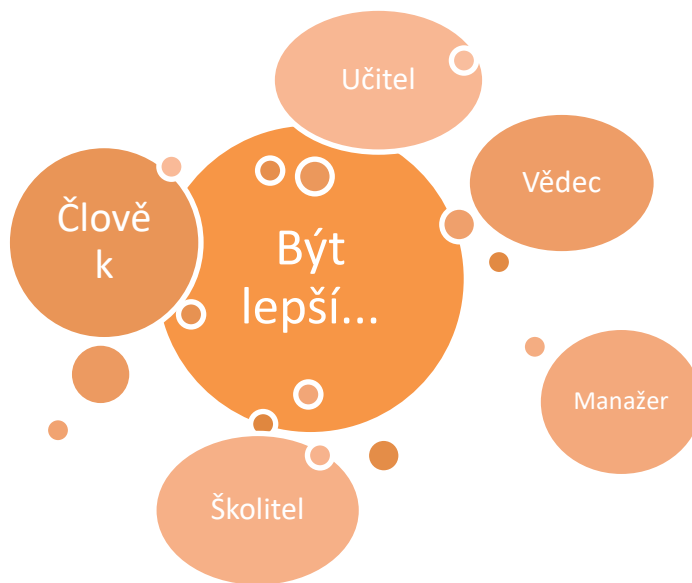 Učitel
Vědec
Člově
k
Být
lepší...
Manažer
Školitel